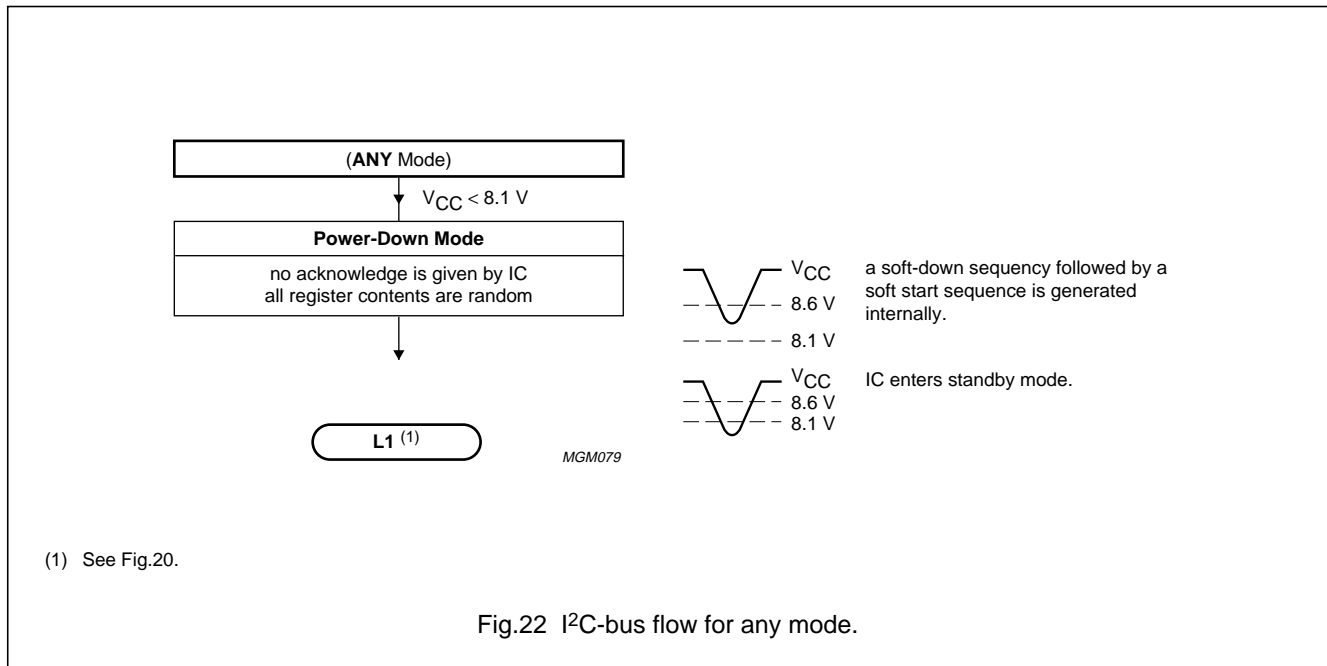 (ANY Mode)
VCC < 8.1 V
Power-Down Mode
no acknowledge is given by IC
all register contents are random
L1 (1)
MGM079
VCC
8.6 V
8.1 V
a soft-down sequency followed by a
soft start sequence is generated
internally.
VCC
8.6 V
8.1 V
IC enters standby mode.
(1) See Fig.20.
Fig.22 I²C-bus flow for any mode.